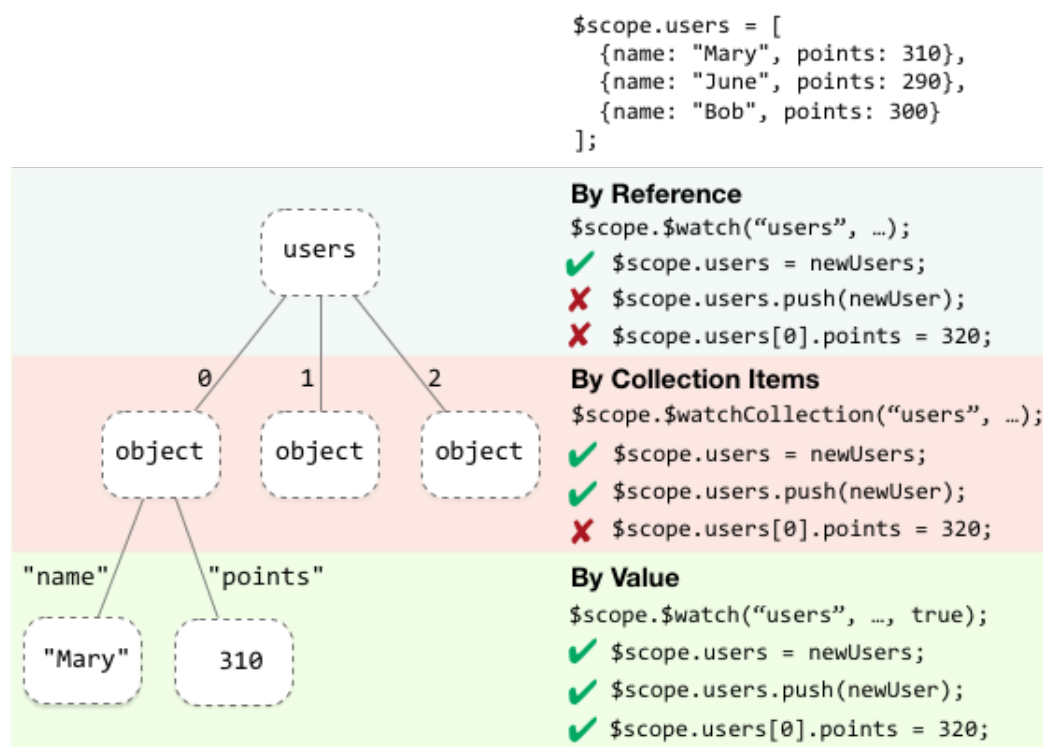 $scope.users = [
{name: "Mary", points: 310},
{name: "June", points: 290},
{name: "Bob", points: 300}
];
By Reference
$scope.$watch(“users”, …);
✔ $scope.users = newUsers;
✘ $scope.users.push(newUser);
✘ $scope.users[0].points = 320;
users
0 1 2
By Collection Items
$scope.$watchCollection(“users”, …);
✔ $scope.users = newUsers;
✔ $scope.users.push(newUser);
✘ $scope.users[0].points = 320;
object object object
"name" "points"
By Value
$scope.$watch(“users”, …, true);
✔ $scope.users = newUsers;
✔ $scope.users.push(newUser);
✔ $scope.users[0].points = 320;
"Mary" 310